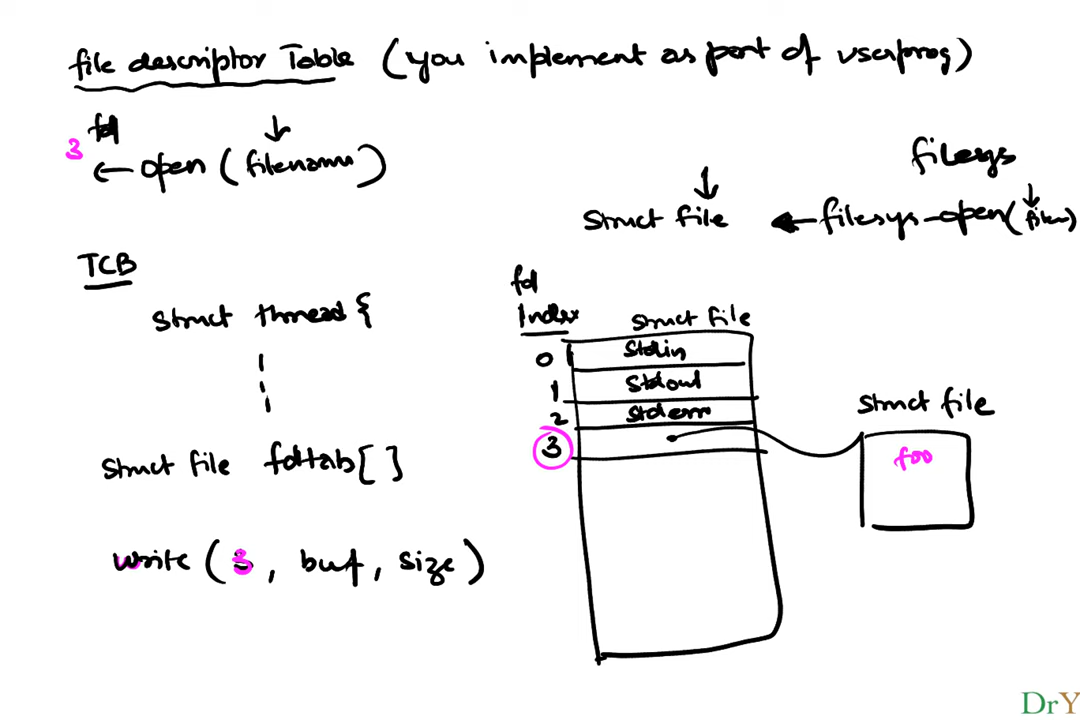 file descriptor Table (you implement as part of userprog)
fd
3
← open (filename)
filesys
struct file ← filesys-open(
TCB
struct thread {
struct file fdtab[]
write (3, buf, size)
fd
Index
struct file
0 stdin
1 stdout
2 stderr
3
struct file
foo
DrY